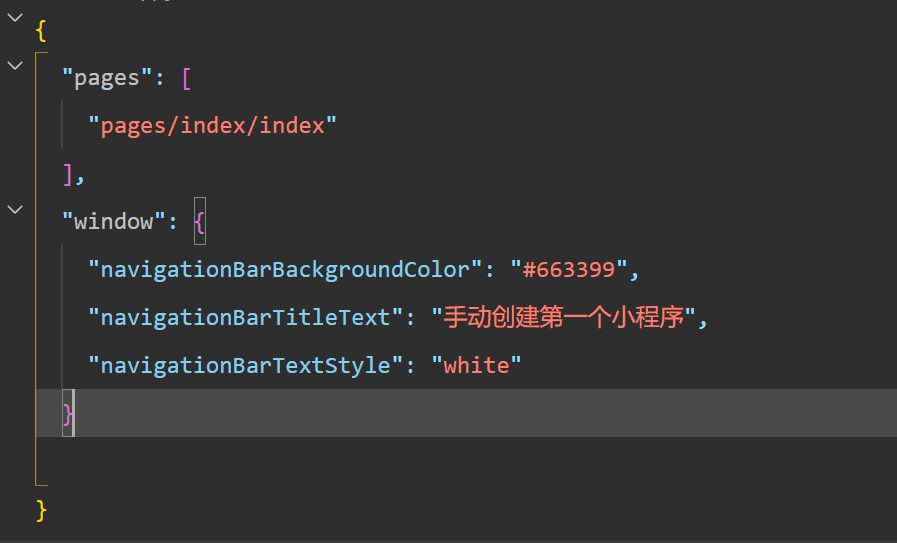 {
"pages": [
"pages/index/index"
],
"window": {
"navigationBarBackgroundColor": "#663399",
"navigationBarTitleText": "手动创建第一个小程序",
"navigationBarTextStyle": "white"
}
}